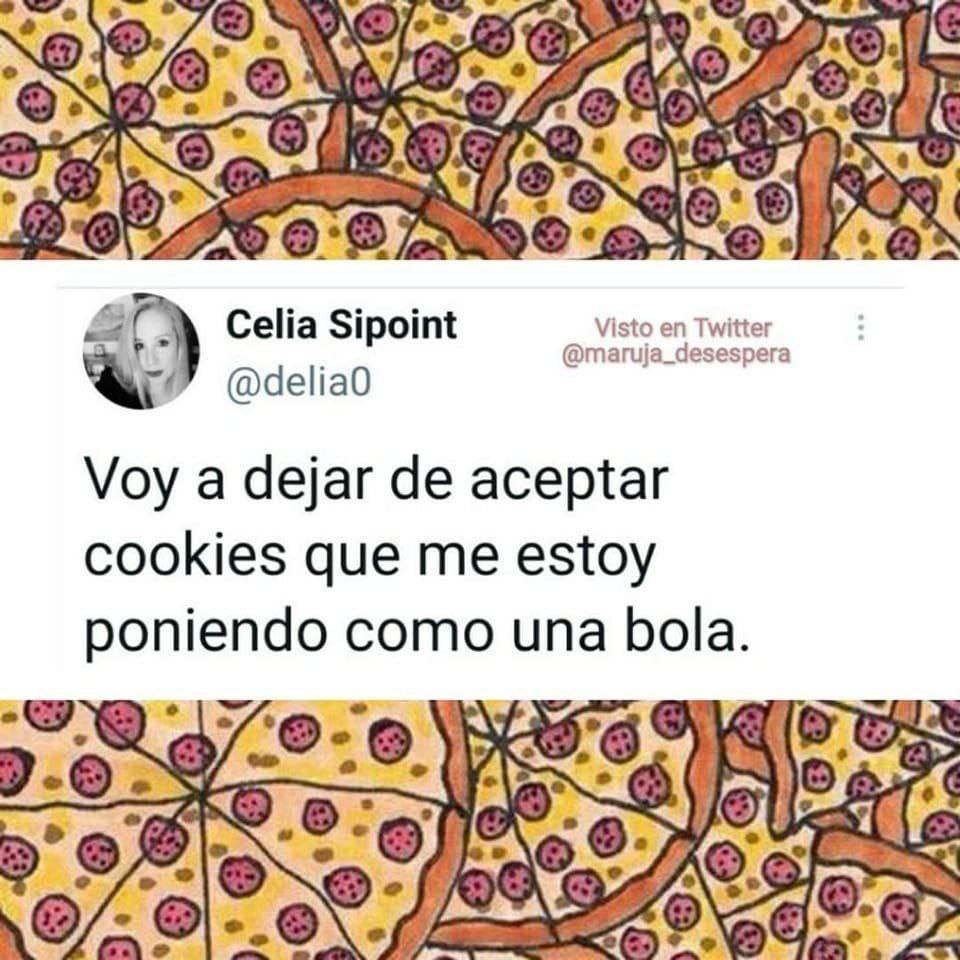 Celia Sipoint
@delia0
Visto en Twitter
@maruja_desespera
Voy a dejar de aceptar
cookies que me estoy
poniendo como una bola.